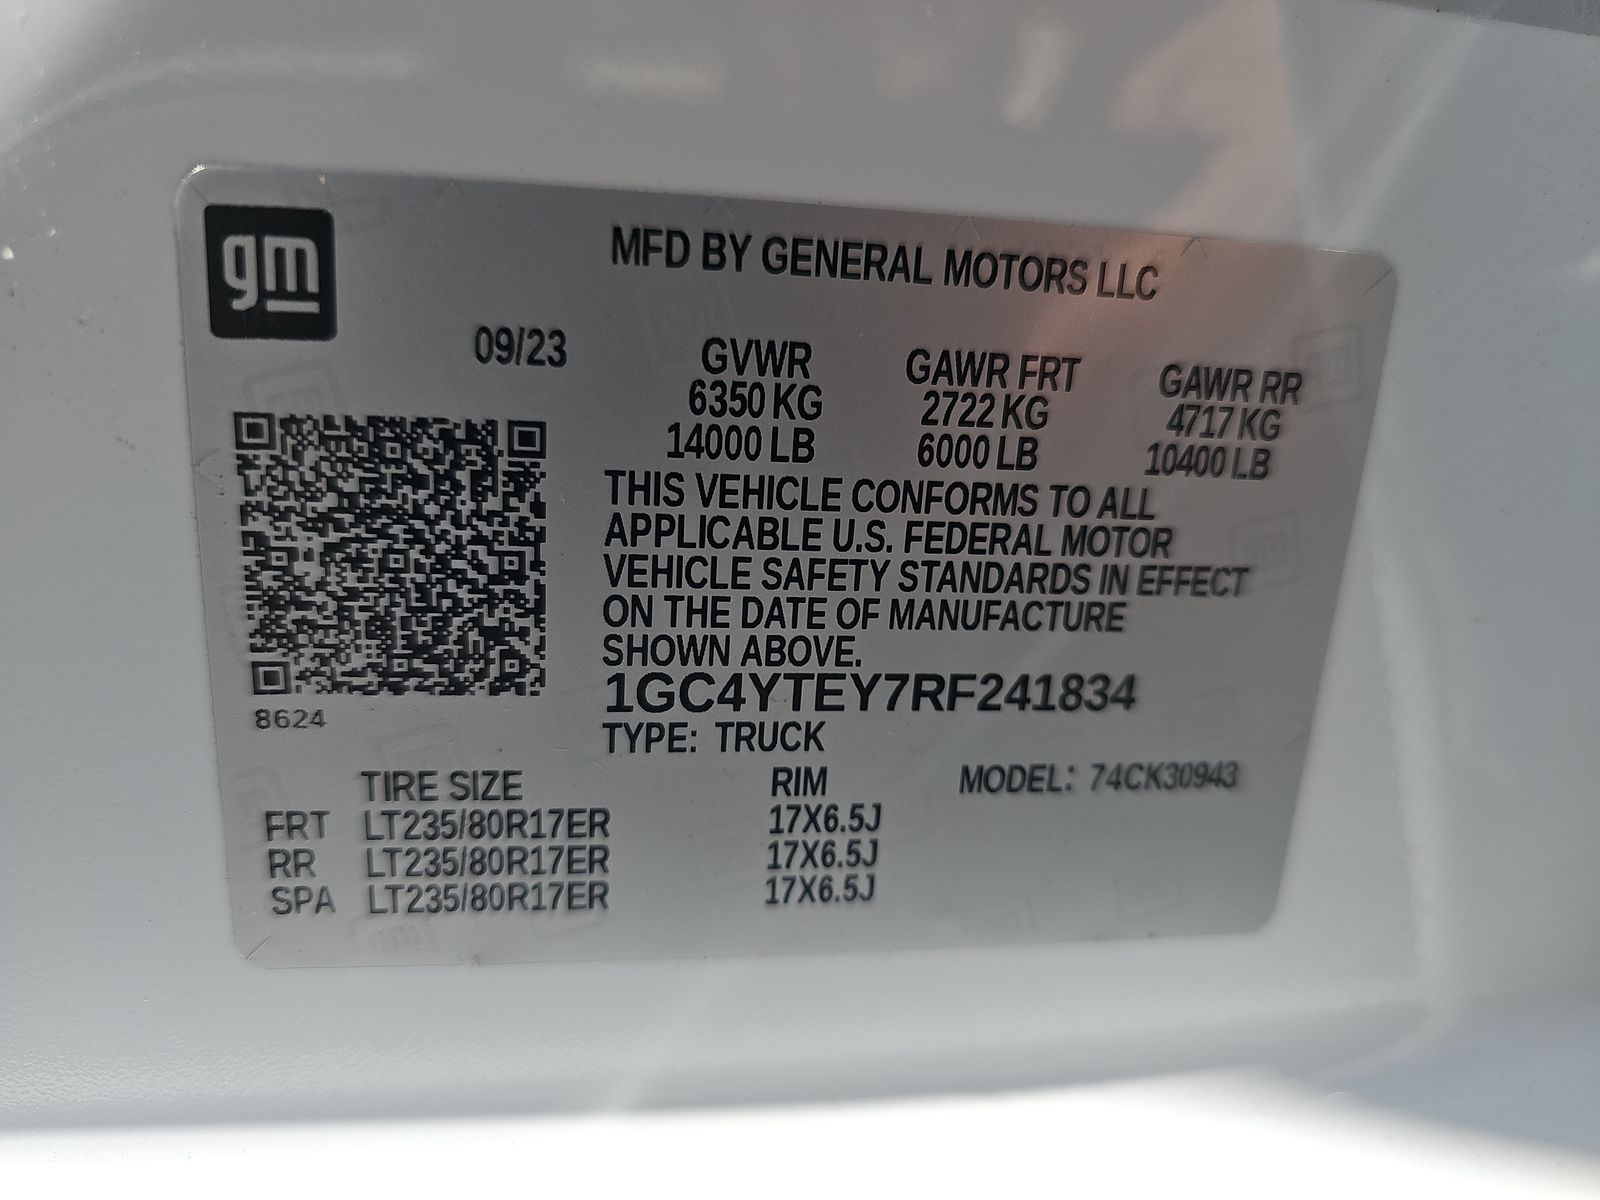 gm
MFD BY GENERAL MOTORS LLC
09/23 GVWR GAWR FRT GAWR RR
6350 KG 2722 KG 4717 KG
14000 LB 6000 LB 10400 LB
THIS VEHICLE CONFORMS TO ALL
APPLICABLE U.S. FEDERAL MOTOR
VEHICLE SAFETY STANDARDS IN EFFECT
ON THE DATE OF MANUFACTURE
SHOWN ABOVE.
1GC4YTEY7RF241834
8624
TYPE: TRUCK
TIRE SIZE RIM MODEL: 74CK30943
FRT LT235/80R17ER 17X6.5J
RR LT235/80R17ER 17X6.5J
SPA LT235/80R17ER 17X6.5J